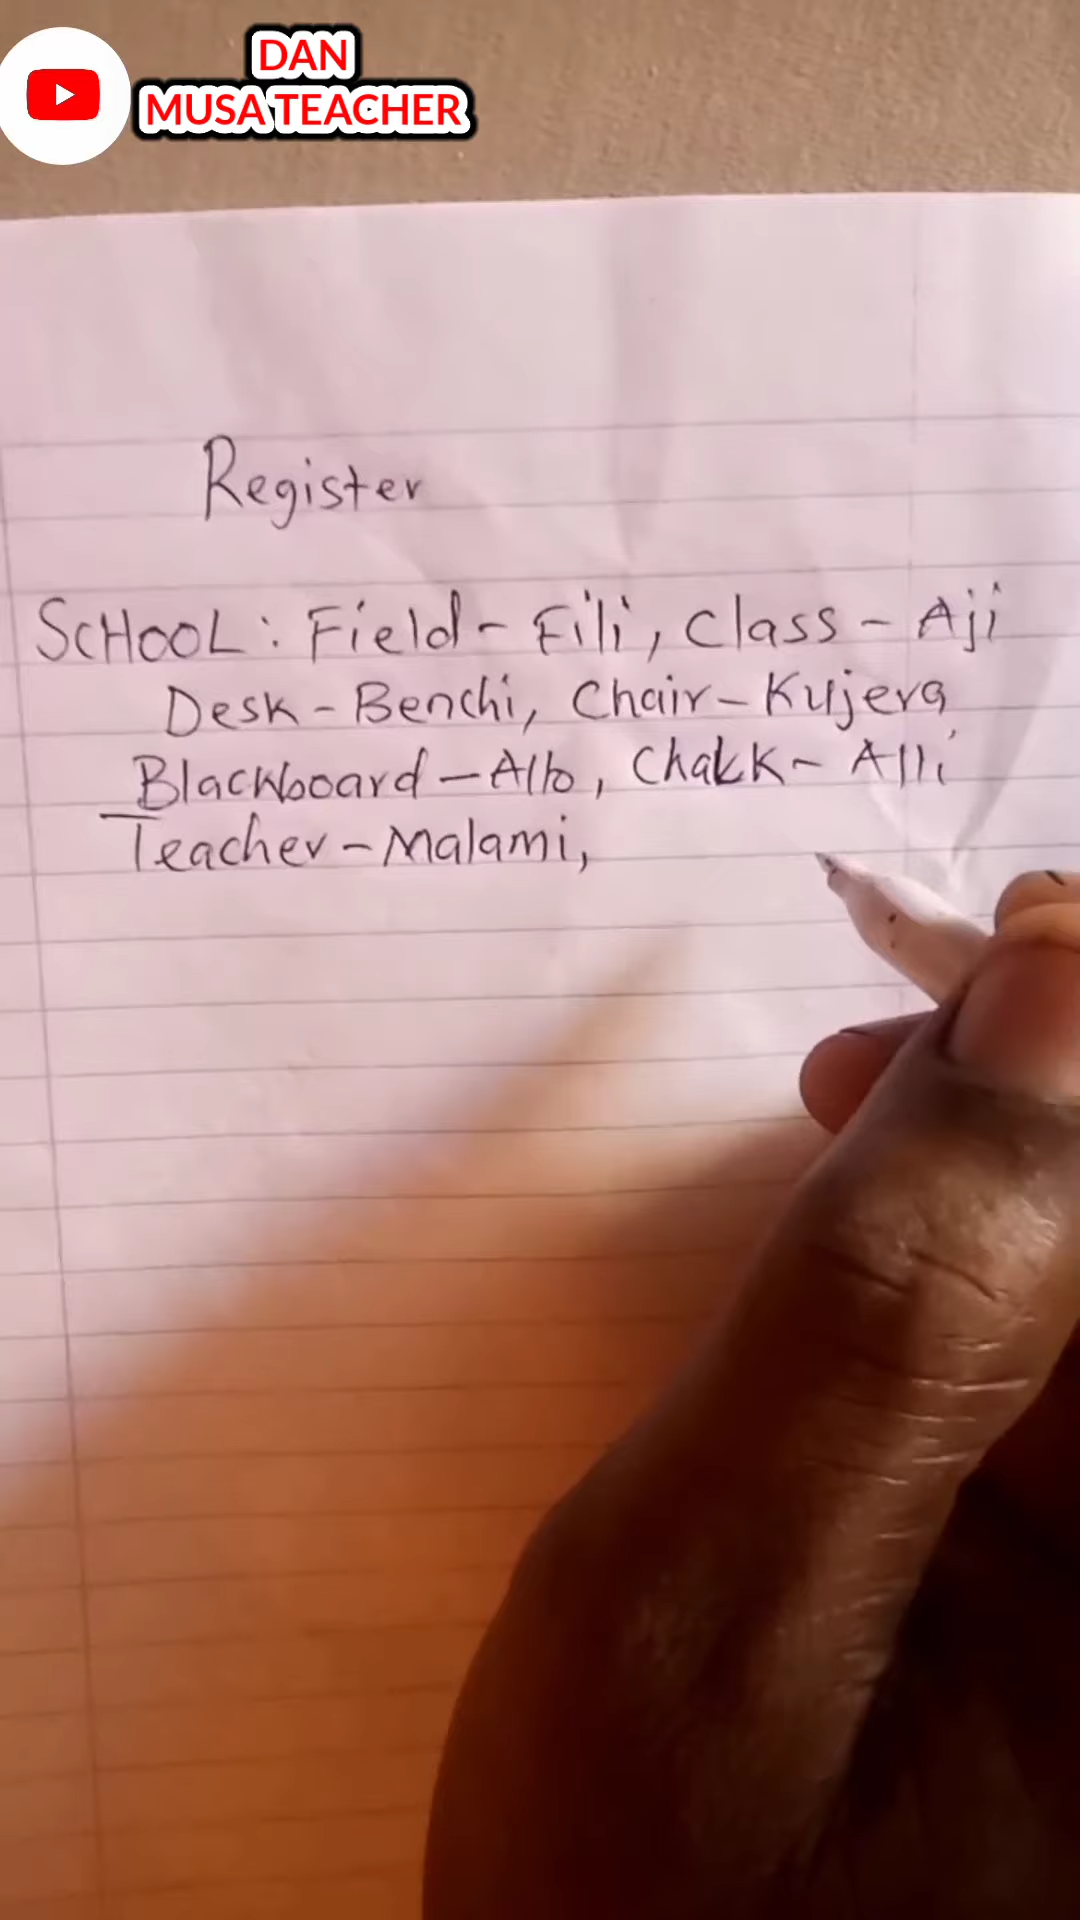 DAN
MUSA TEACHER
Register
SCHOOL: Field - Fili, Class - Aji
Desk - Benchi, Chair - Kujera
Blackboard - Allo, Chalk - Alli
Teacher - Malami,